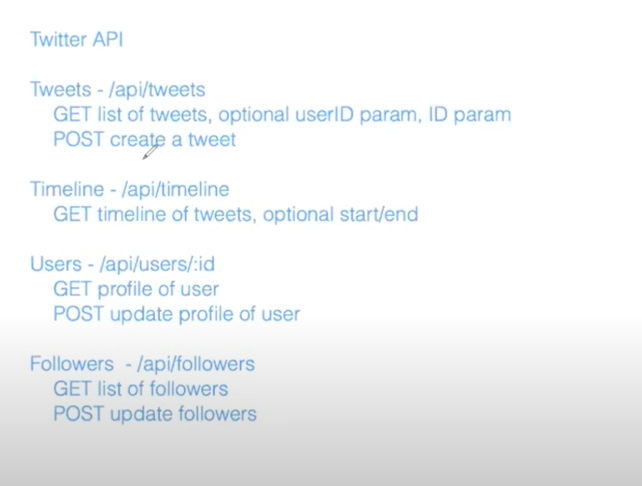 Twitter API
Tweets - /api/tweets
GET list of tweets, optional userID param, ID param
POST create a tweet
Timeline - /api/timeline
GET timeline of tweets, optional start/end
Users - /api/users/:id
GET profile of user
POST update profile of user
Followers - /api/followers
GET list of followers
POST update followers